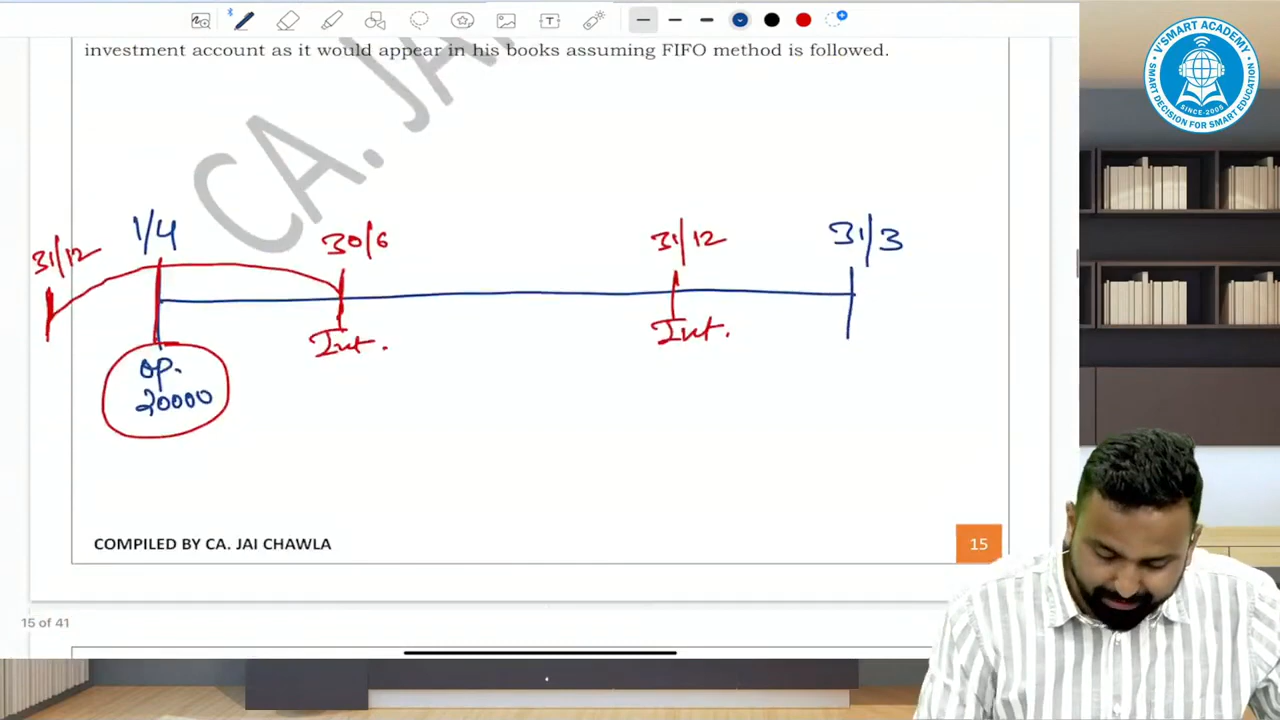 investment account as it would appear in his books assuming FIFO method is followed.
CA. JAI
V'SMART ACADEMY
SMART DECISION FOR SMART EDUCATION
SINCE-2005
31/12
1/4
30/6
31/12
31/3
Int.
Int.
OP.
20000
COMPILED BY CA. JAI CHAWLA
15
15 of 41